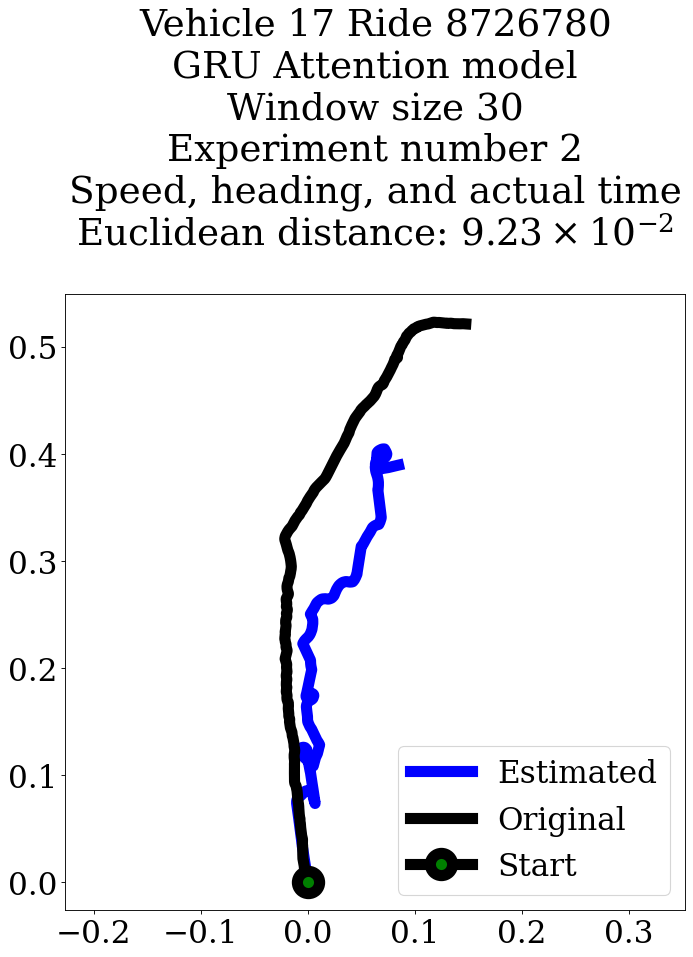 Vehicle 17 Ride 8726780
GRU Attention model
Window size 30
Experiment number 2
Speed, heading, and actual time
Euclidean distance: 9.23 × 10⁻²
0.5
0.4
0.3
0.2
0.1
0.0
Estimated
Original
Start
−0.2 −0.1 0.0 0.1 0.2 0.3